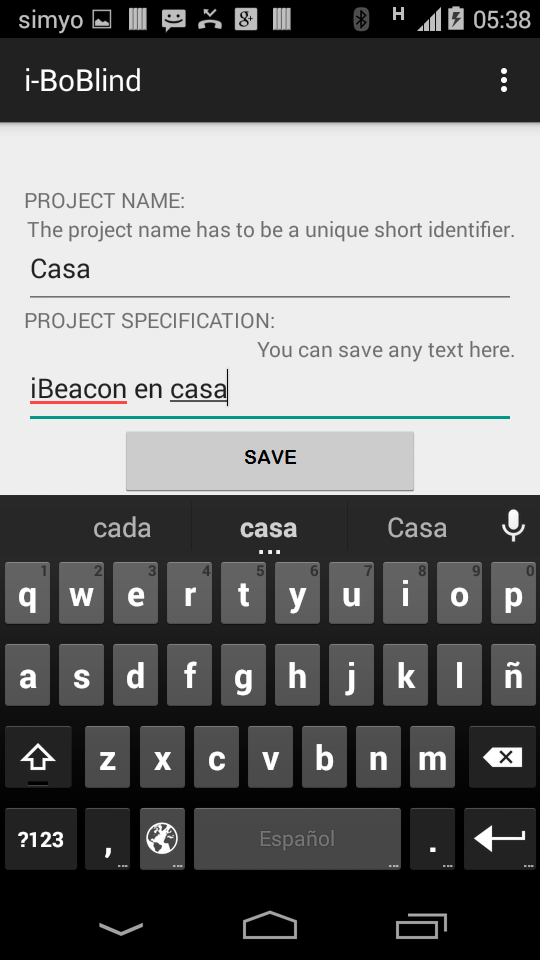 simyo H 05:38
i-BoBlind
PROJECT NAME:
The project name has to be a unique short identifier.
Casa
PROJECT SPECIFICATION:
You can save any text here.
iBeacon en casa
SAVE
cada casa Casa
1 2 3 4 5 6 7 8 9 0
q w e r t y u i o p
a s d f g h j k l ñ
z x c v b n m
?123 , Español .